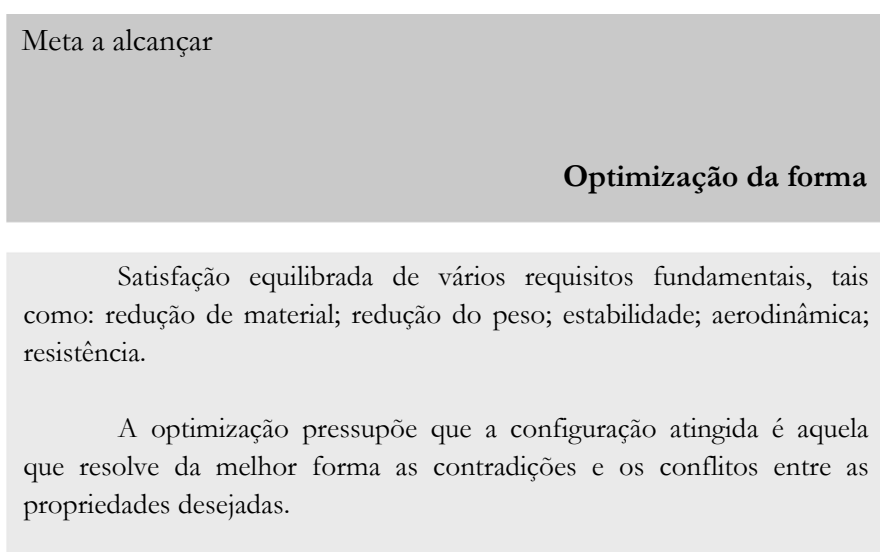 Meta a alcançar
Optimização da forma
Satisfação equilibrada de vários requisitos fundamentais, tais
como: redução de material; redução do peso; estabilidade; aerodinâmica;
resistência.
A optimização pressupõe que a configuração atingida é aquela
que resolve da melhor forma as contradições e os conflitos entre as
propriedades desejadas.